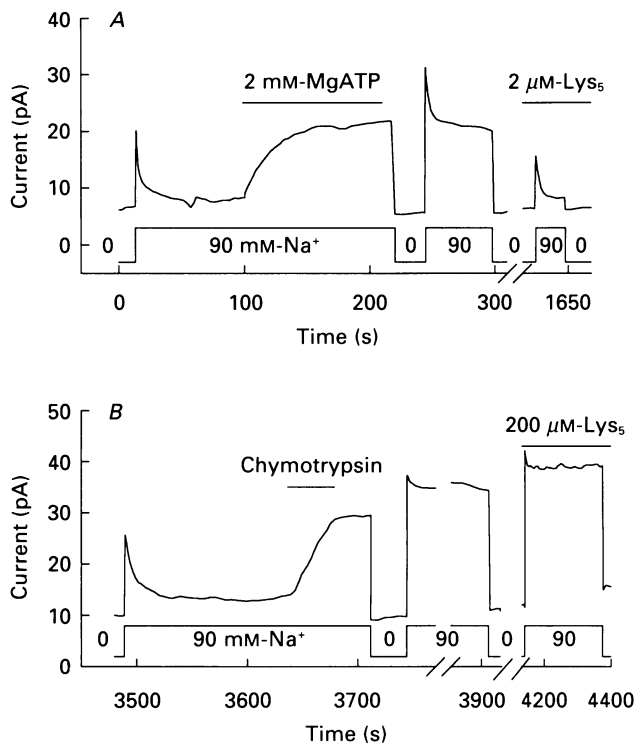 A
40
30
20
10
0
Current (pA)
2 mM-MgATP
2 μM-Lys₅
0
90 mM-Na⁺
0
90
0
90
0
0 100 200 300 1650
Time (s)
B
50
40
30
20
10
0
Current (pA)
200 μM-Lys₅
Chymotrypsin
0
90 mM-Na⁺
0
90
0
90
3500 3600 3700 3900 4200 4400
Time (s)